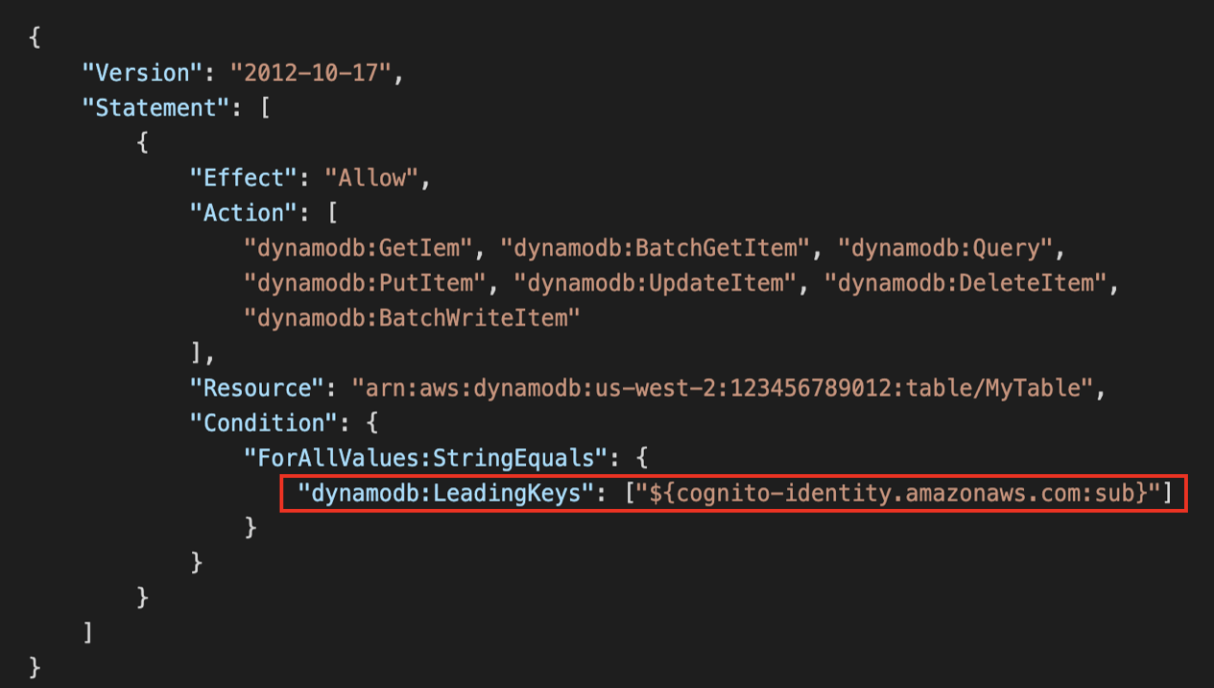 {
"Version": "2012-10-17",
"Statement": [
{
"Effect": "Allow",
"Action": [
"dynamodb:GetIem", "dynamodb:BatchGetItem", "dynamodb:Query",
"dynamodb:PutItem", "dynamodb:UpdateItem", "dynamodb:DeleteItem",
"dynamodb:BatchWriteItem"
],
"Resource": "arn:aws:dynamodb:us-west-2:123456789012:table/MyTable",
"Condition": {
"ForAllValues:StringEquals": {
"dynamodb:LeadingKeys": ["${cognito-identity.amazonaws.com:sub}"]
}
}
}
]
}